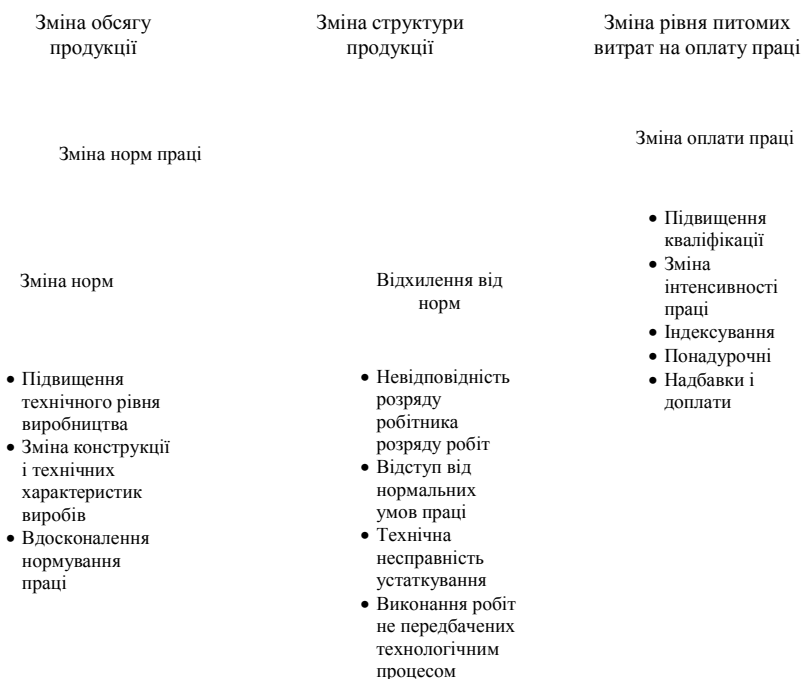 Зміна обсягу
продукції
Зміна структури
продукції
Зміна рівня питомих
витрат на оплату праці
Зміна норм праці
Зміна оплати праці
Зміна норм
Відхилення від
норм
• Підвищення
кваліфікації
• Зміна
інтенсивності
праці
• Індексування
• Понадурочні
• Надбавки і
доплати
• Підвищення
технічного рівня
виробництва
• Зміна конструкції
і технічних
характеристик
виробів
• Вдосконалення
нормування
праці
• Невідповідність
розряду
робітника
розряду робіт
• Відступ від
нормальних
умов праці
• Технічна
несправність
устаткування
• Виконання робіт
не передбачених
технологічним
процесом